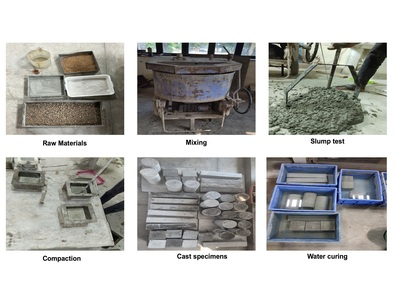 Raw Materials
Mixing
Slump test
Compaction
Cast specimens
Water curing